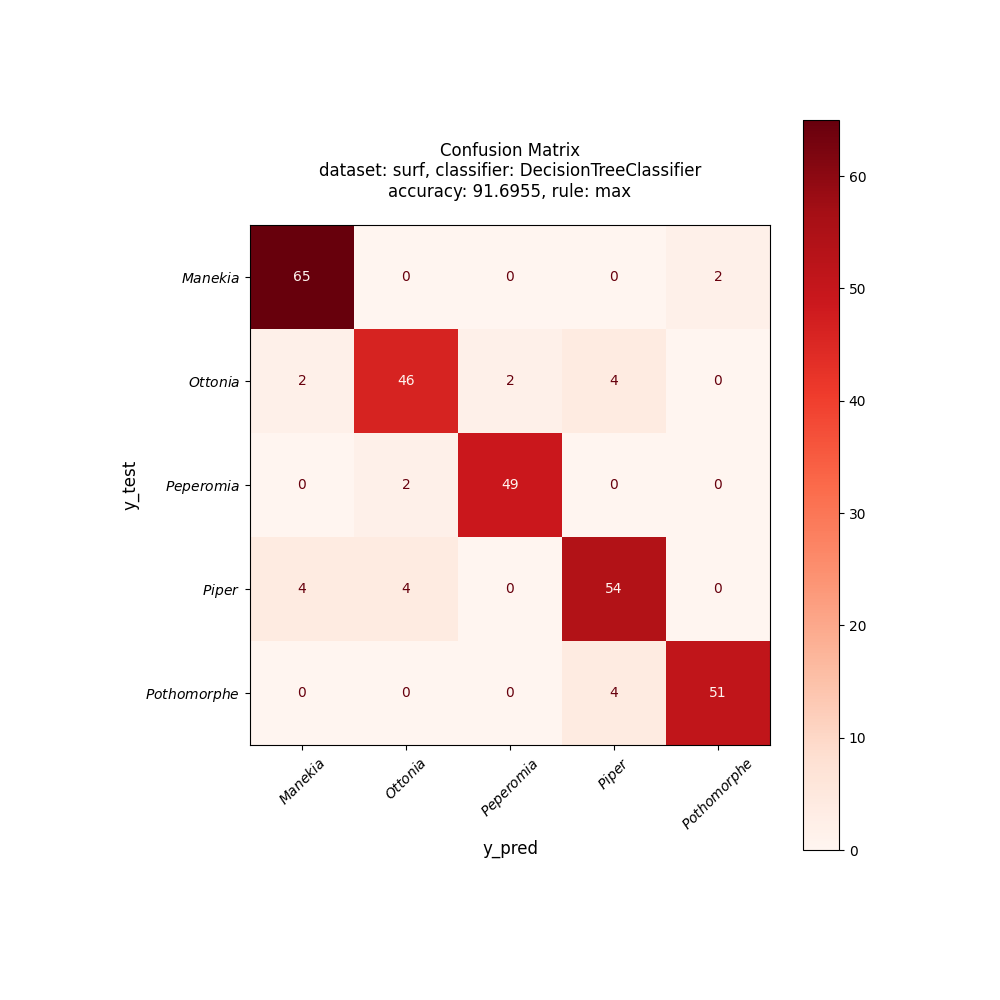 Confusion Matrix
dataset: surf, classifier: DecisionTreeClassifier
accuracy: 91.6955, rule: max
Manekia 65 0 0 0 2
Ottonia 2 46 2 4 0
Peperomia 0 2 49 0 0
Piper 4 4 0 54 0
Pothomorphe 0 0 0 4 51
Manekia Ottonia Peperomia Piper Pothomorphe
y_pred
y_test
60
50
40
30
20
10
0